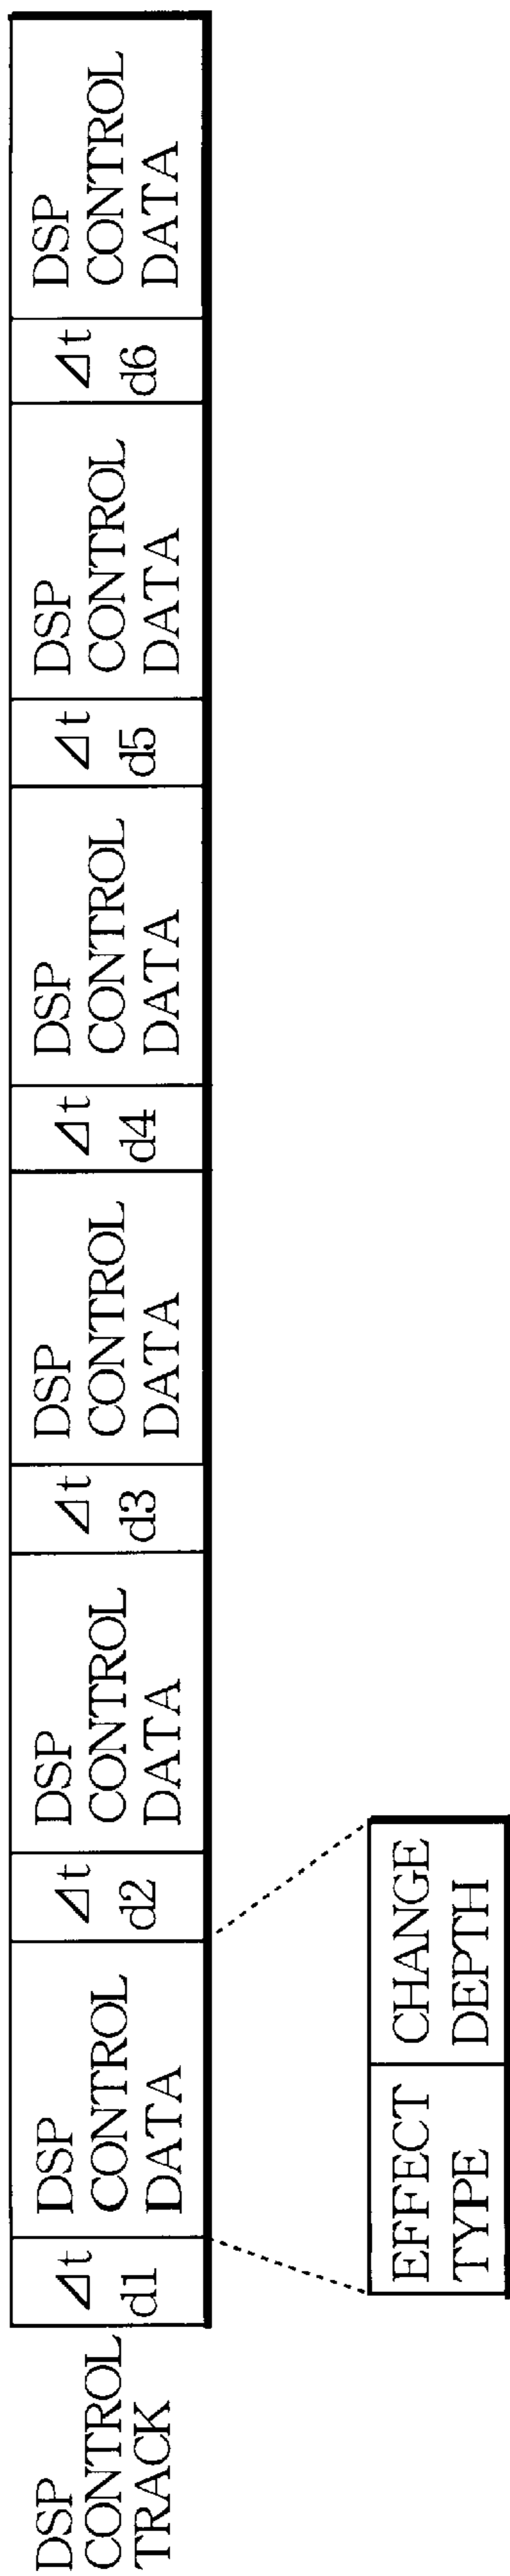 DSP
CONTROL
TRACK
Δt
d1
DSP
CONTROL
DATA
Δt
d2
DSP
CONTROL
DATA
Δt
d3
DSP
CONTROL
DATA
Δt
d4
DSP
CONTROL
DATA
Δt
d5
DSP
CONTROL
DATA
Δt
d6
DSP
CONTROL
DATA
EFFECT
TYPE
CHANGE
DEPTH